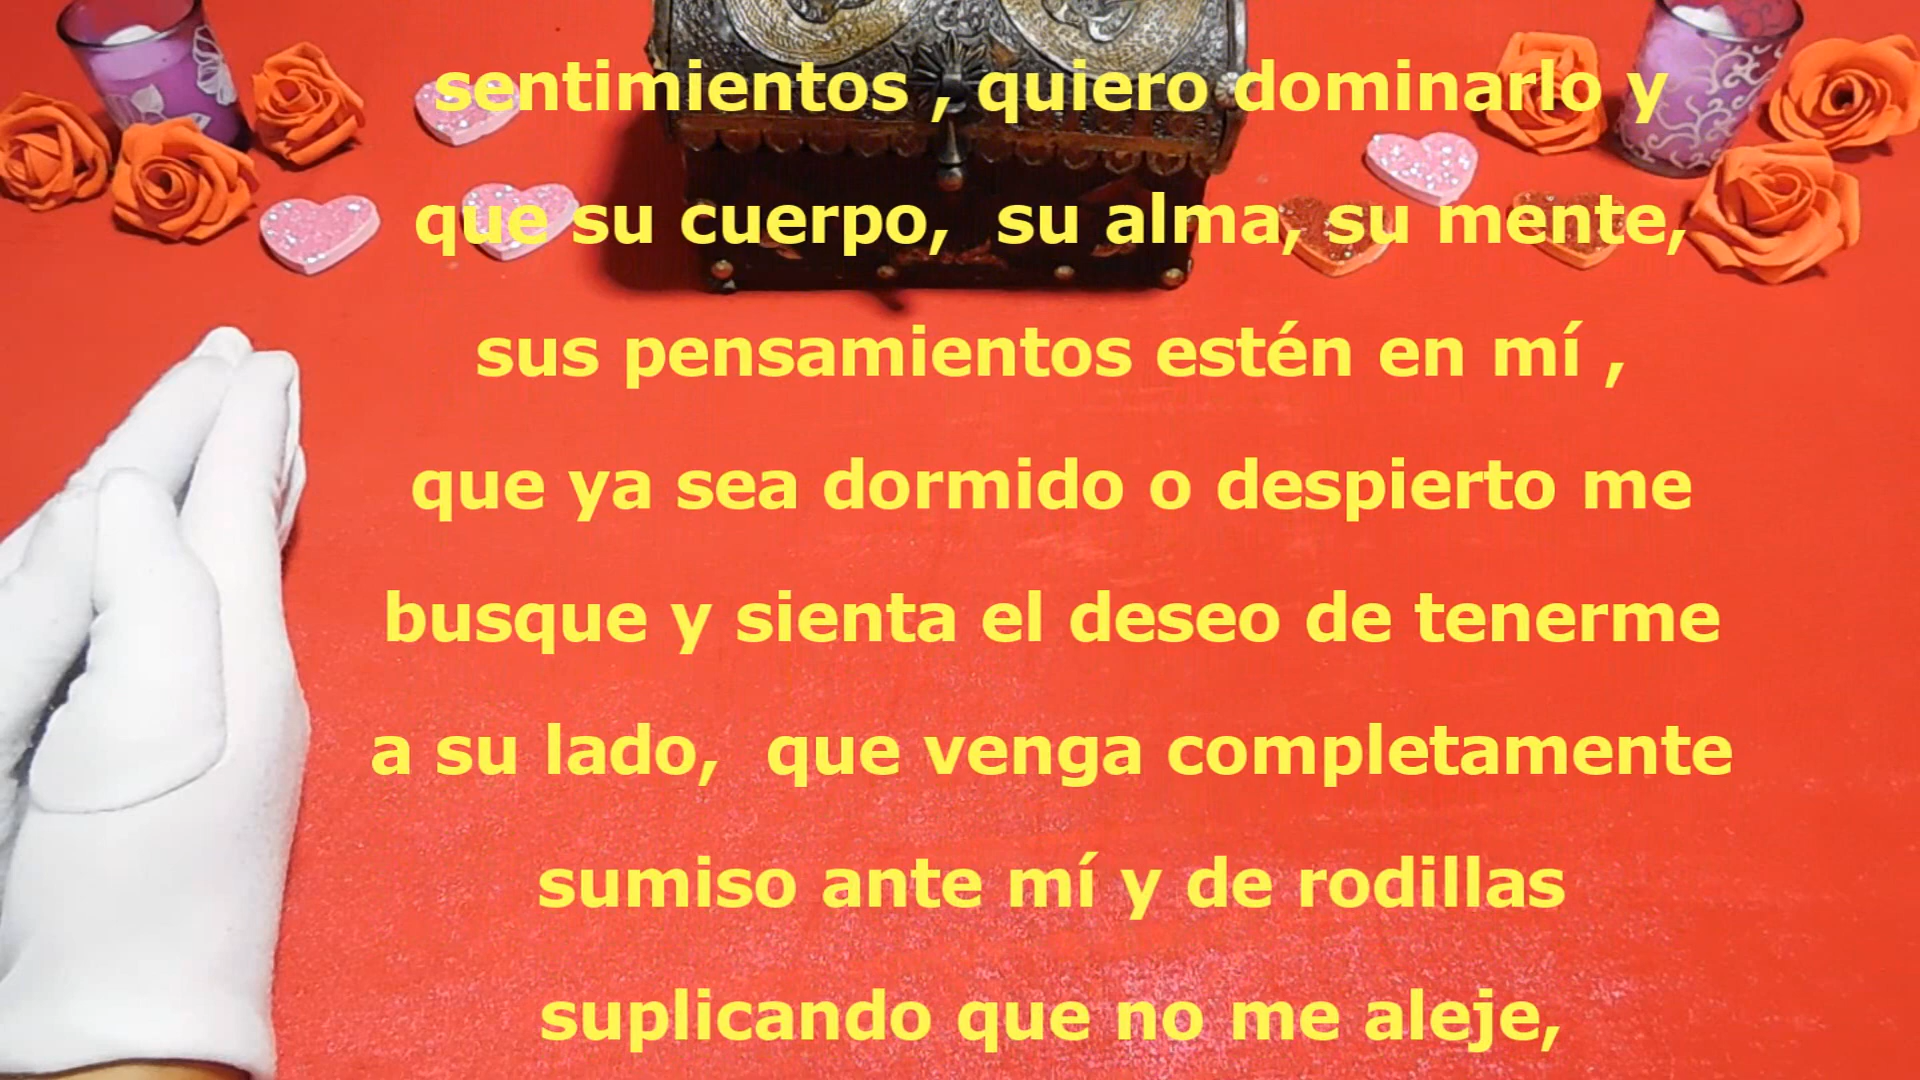 sentimientos , quiero dominarlo y
que su cuerpo,  su alma, su mente,
sus pensamientos estén en mí ,
que ya sea dormido o despierto me
busque y sienta el deseo de tenerme
a su lado,  que venga completamente
sumiso ante mí y de rodillas
suplicando que no me aleje,